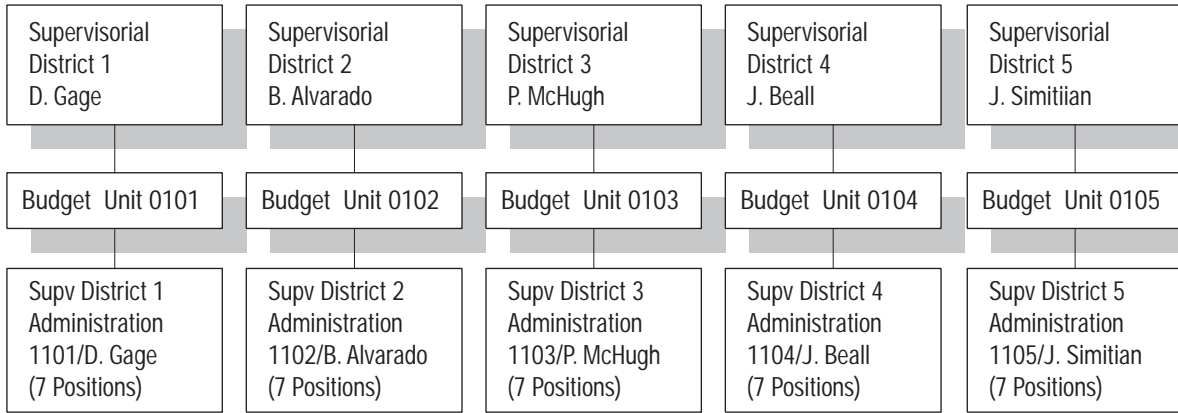 Supervisorial
District 1
D. Gage
Supervisorial
District 2
B. Alvarado
Supervisorial
District 3
P. McHugh
Supervisorial
District 4
J. Beall
Supervisorial
District 5
J. Simitiian
Budget Unit 0101
Budget Unit 0102
Budget Unit 0103
Budget Unit 0104
Budget Unit 0105
Supv District 1
Administration
1101/D. Gage
(7 Positions)
Supv District 2
Administration
1102/B. Alvarado
(7 Positions)
Supv District 3
Administration
1103/P. McHugh
(7 Positions)
Supv District 4
Administration
1104/J. Beall
(7 Positions)
Supv District 5
Administration
1105/J. Simitian
(7 Positions)